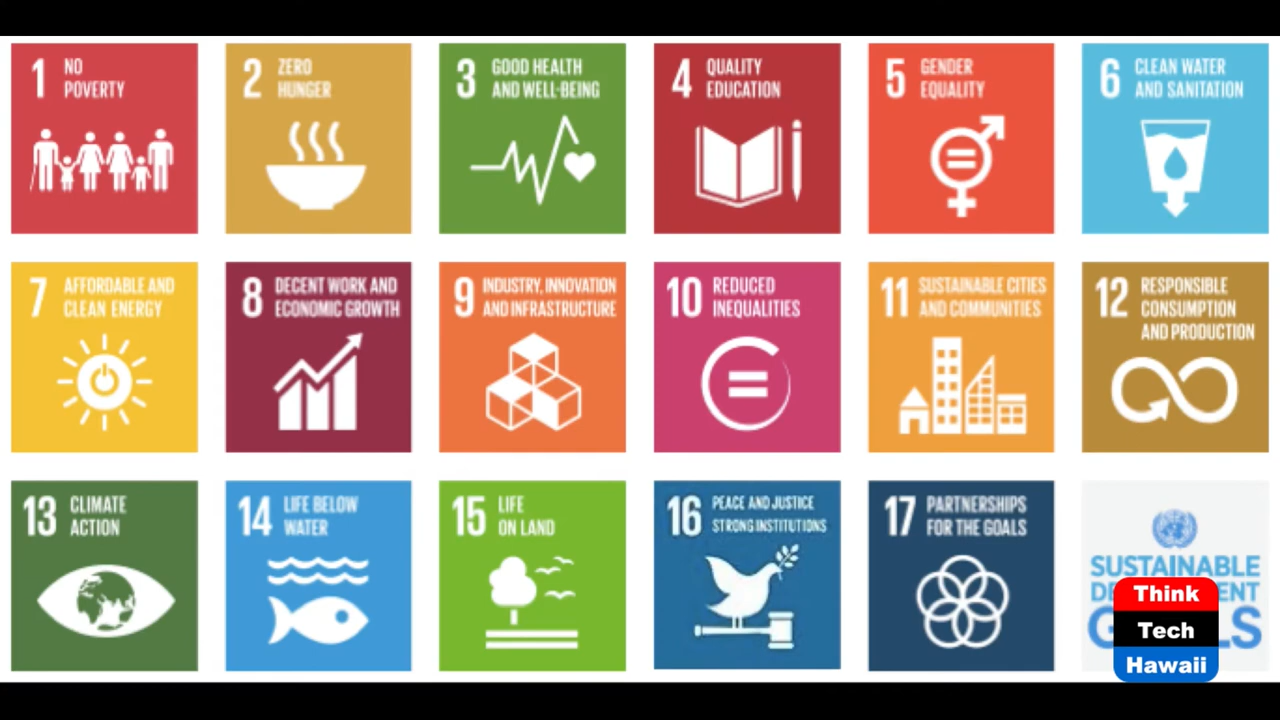 1 NO
POVERTY
2 ZERO
HUNGER
3 GOOD HEALTH
AND WELL-BEING
4 QUALITY
EDUCATION
5 GENDER
EQUALITY
6 CLEAN WATER
AND SANITATION
7 AFFORDABLE AND
CLEAN ENERGY
8 DECENT WORK AND
ECONOMIC GROWTH
9 INDUSTRY, INNOVATION
AND INFRASTRUCTURE
10 REDUCED
INEQUALITIES
11 SUSTAINABLE CITIES
AND COMMUNITIES
12 RESPONSIBLE
CONSUMPTION
AND PRODUCTION
13 CLIMATE
ACTION
14 LIFE BELOW
WATER
15 LIFE
ON LAND
16 PEACE AND JUSTICE
STRONG INSTITUTIONS
17 PARTNERSHIPS
FOR THE GOALS
SUSTAINABLE
Think
Tech
Hawaii